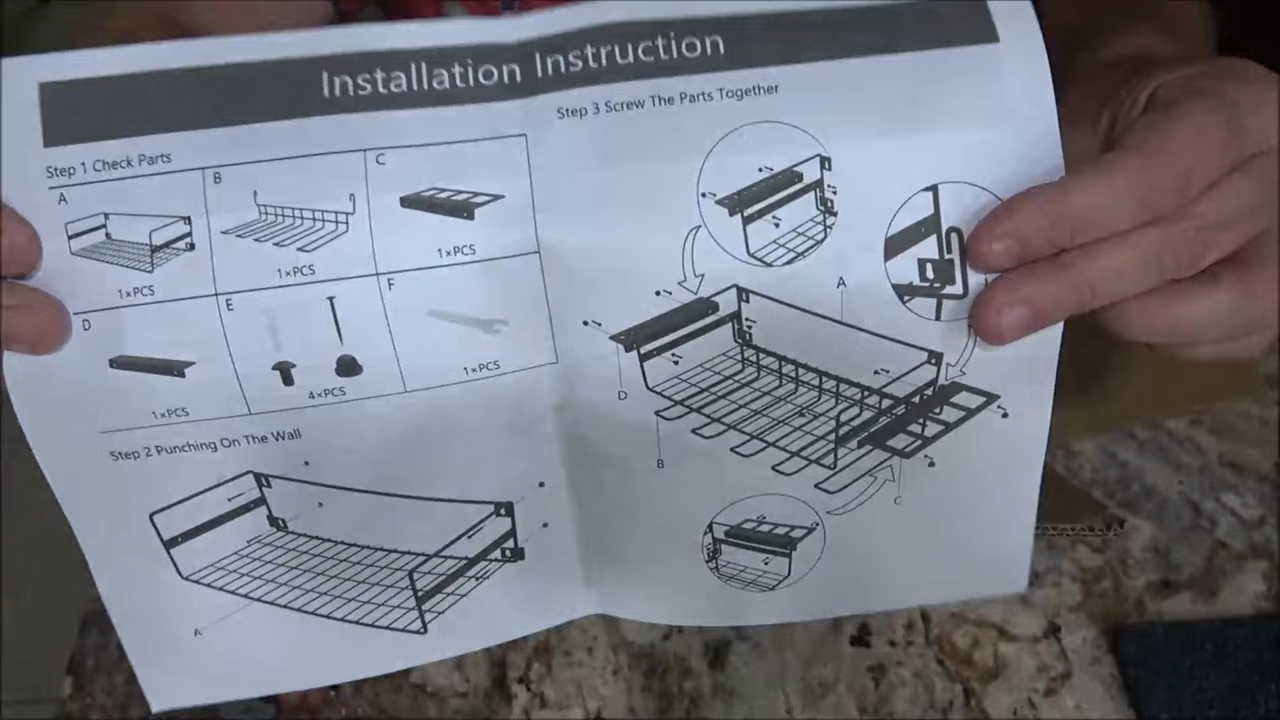 Installation Instruction
Step 1 Check Parts
A
1×PCS
B
1×PCS
C
1×PCS
D
1×PCS
E
4×PCS
F
1×PCS
Step 2 Punching On The Wall
A
Step 3 Screw The Parts Together
A
D
B
C